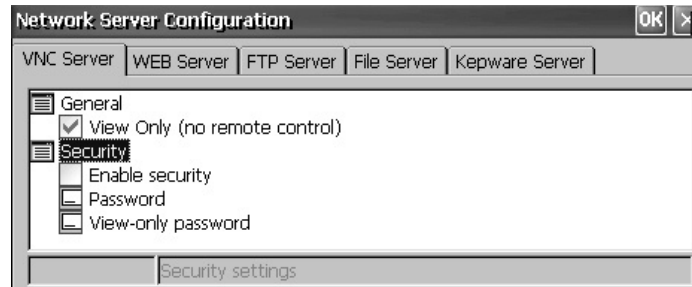 Network Server Configuration OK
VNC Server WEB Server FTP Server File Server Kepware Server
General
View Only (no remote control)
Security
Enable security
Password
View-only password
Security settings